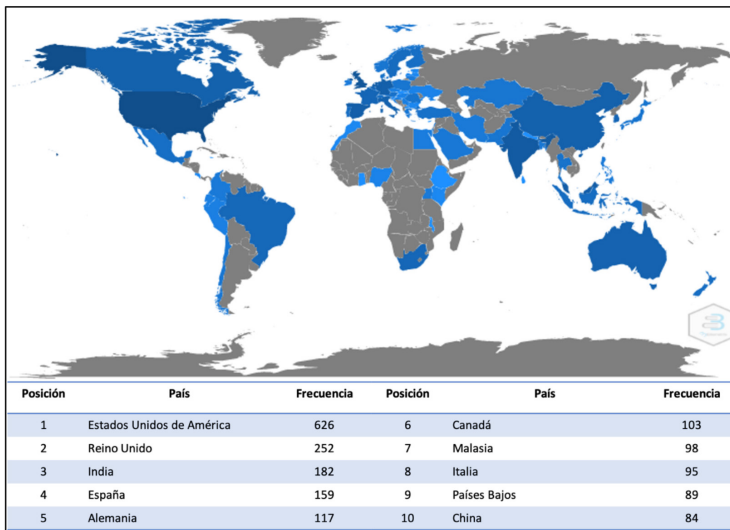 Posición País Frecuencia Posición País Frecuencia
1 Estados Unidos de América 626 6 Canadá 103
2 Reino Unido 252 7 Malasia 98
3 India 182 8 Italia 95
4 España 159 9 Países Bajos 89
5 Alemania 117 10 China 84